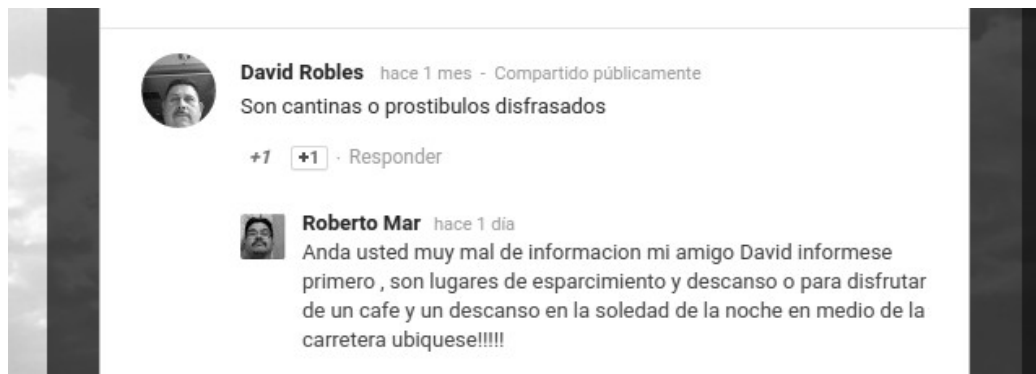 David Robles hace 1 mes - Compartido públicamente
Son cantinas o prostibulos disfrasados
+1 +1 · Responder
Roberto Mar hace 1 día
Anda usted muy mal de informacion mi amigo David informese
primero , son lugares de esparcimiento y descanso o para disfrutar
de un cafe y un descanso en la soledad de la noche en medio de la
carretera ubiquese!!!!!